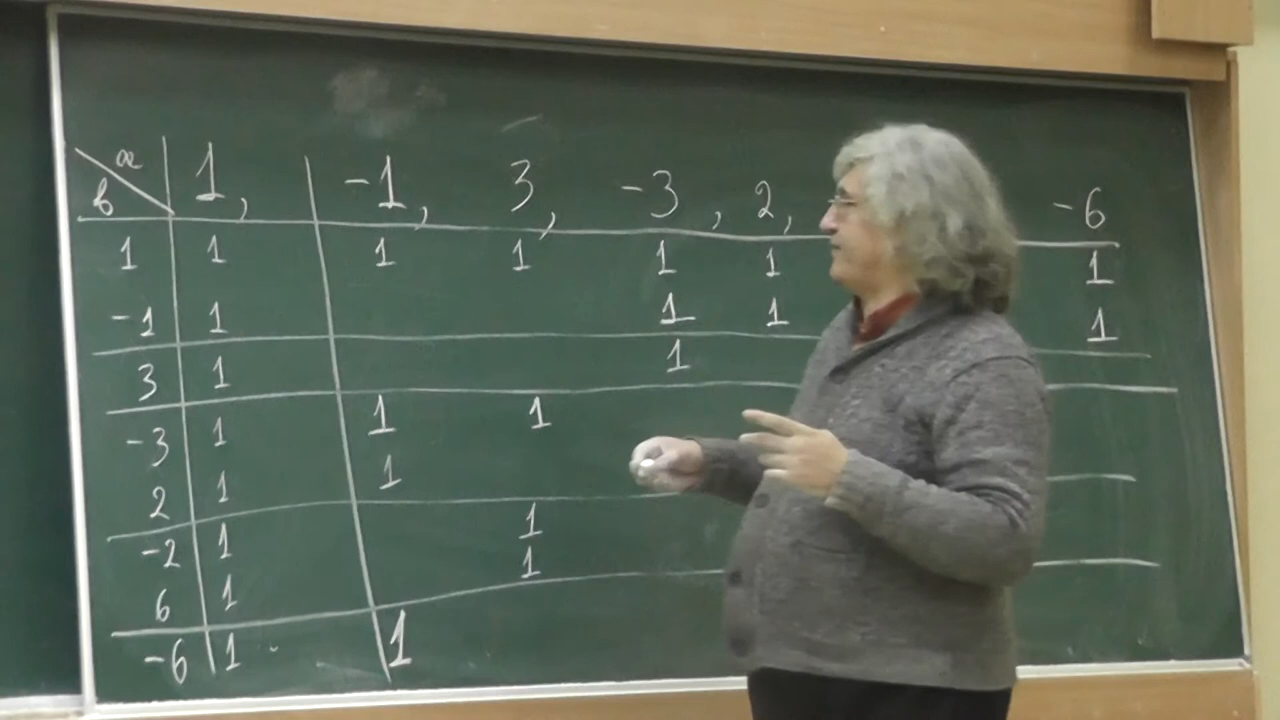 a
b 1, -1, 3, -3, 2, -6
1 1 1 1 1 1 1
-1 1 1 1 1
3 1 1
-3 1 1 1
2 1 1
-2 1 1
6 1 1
-6 1 1